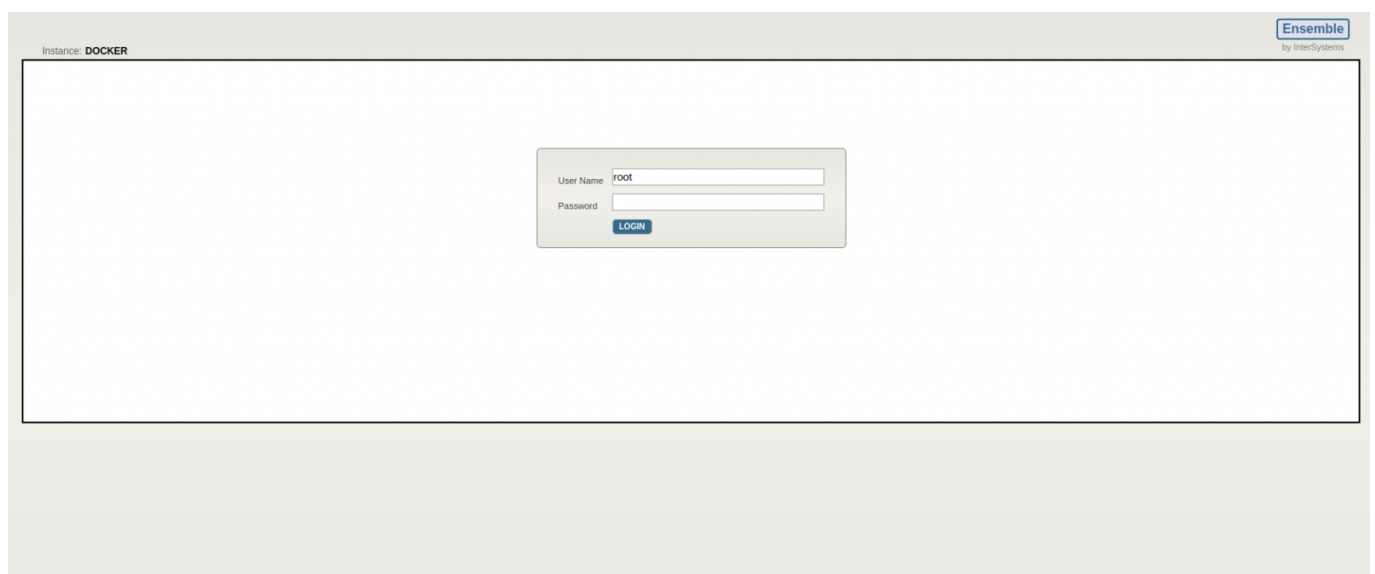 Ensemble
by InterSystems
Instance: DOCKER
User Name root
Password
LOGIN